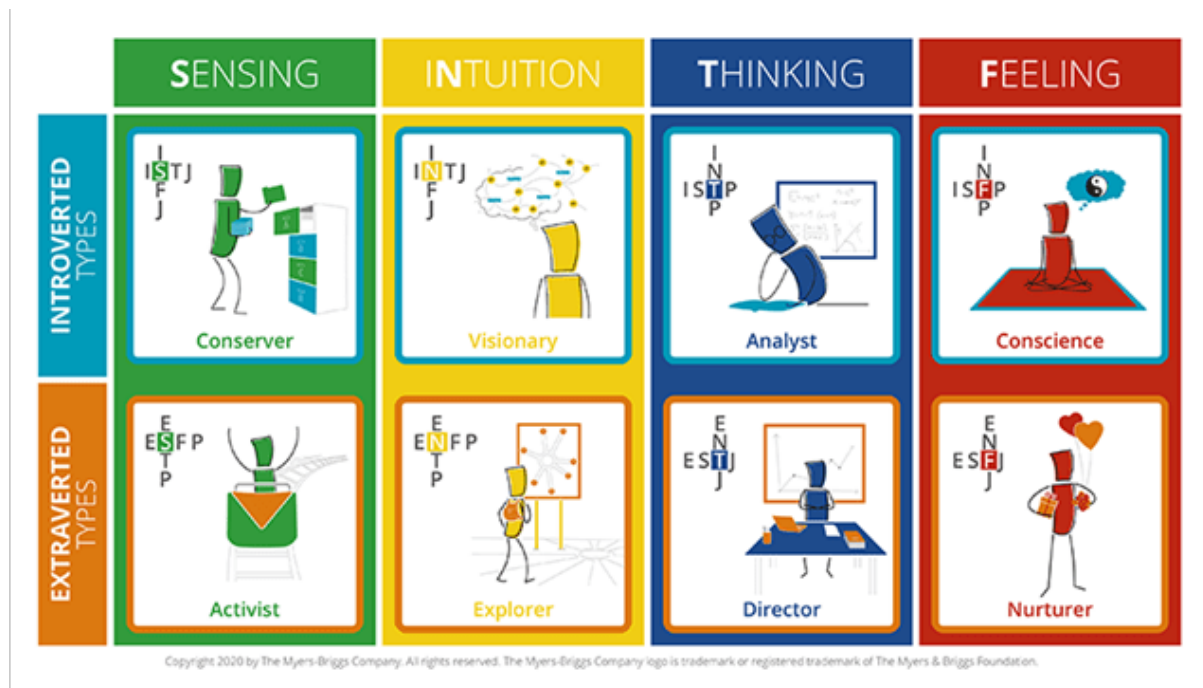 SENSING
INTUITION
THINKING
FEELING
INTROVERTED
TYPES
I
ISTJ
F
J
Conserver
I
INTJ
F
J
Visionary
I
N
ISTP
P
Analyst
I
N
ISFP
P
Conscience
EXTRAVERTED
TYPES
E
ESFP
T
P
Activist
E
ENFP
T
P
Explorer
E
N
ESTJ
J
Director
E
N
ESFJ
J
Nurturer
Copyright 2020 by The Myers-Briggs Company. All rights reserved. The Myers-Briggs Company logo is trademark or registered trademark of The Myers & Briggs Foundation.